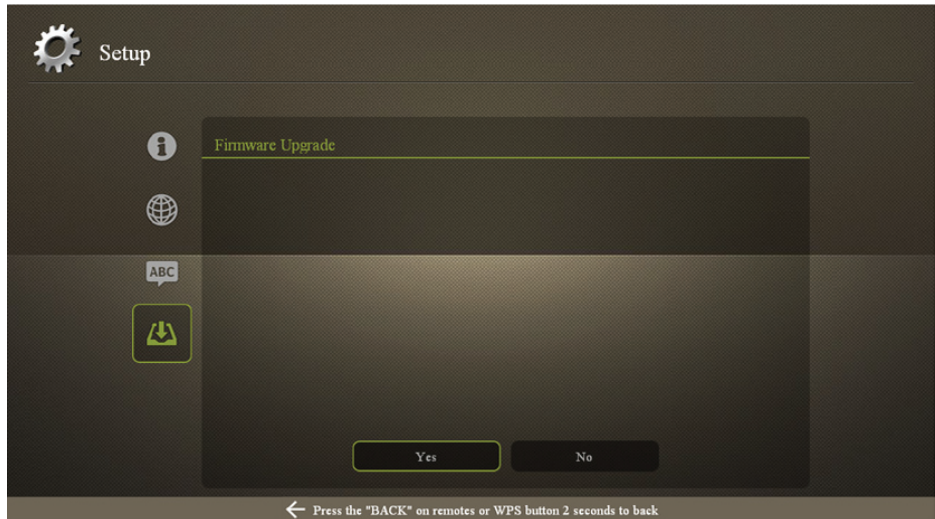 Setup
Firmware Upgrade
ABC
Yes
No
Press the "BACK" on remotes or WPS button 2 seconds to back